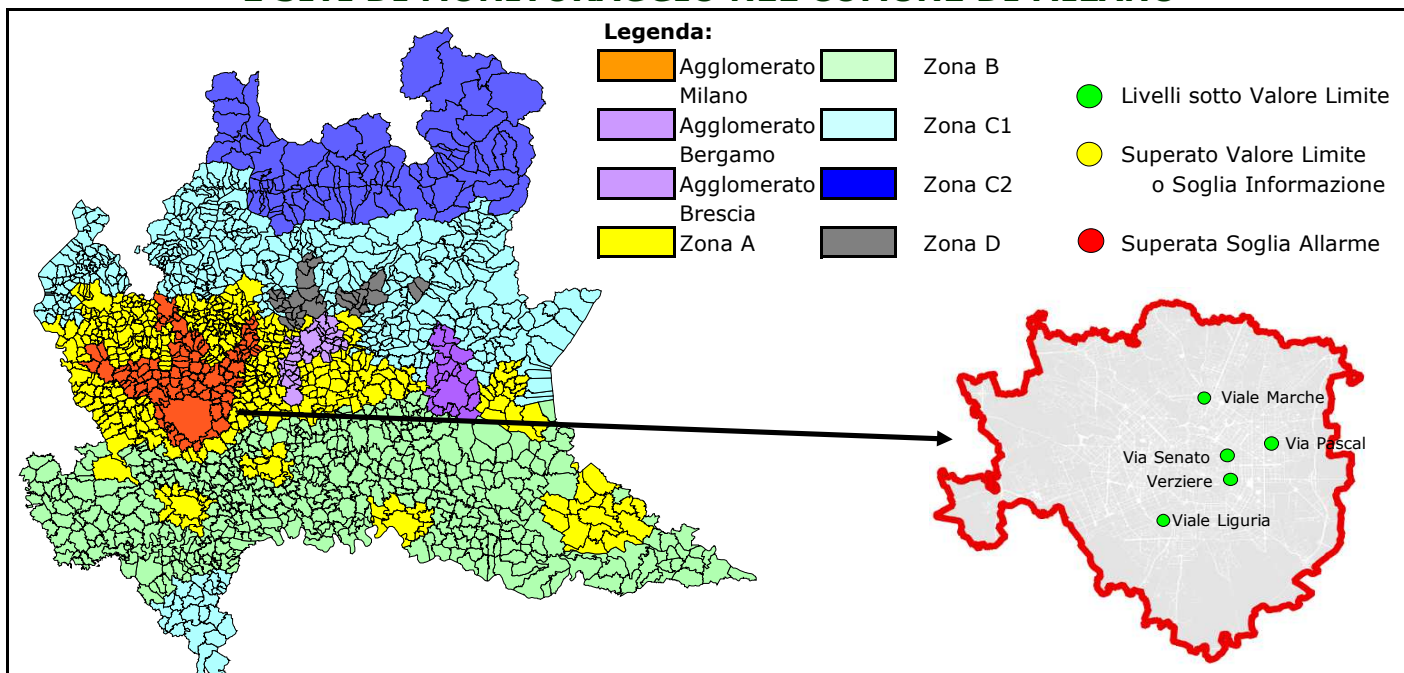 Legenda:
Agglomerato
Milano
Agglomerato
Bergamo
Agglomerato
Brescia
Zona A
Zona B
Zona C1
Zona C2
Zona D
Livelli sotto Valore Limite
Superato Valore Limite
o Soglia Informazione
Superata Soglia Allarme
Viale Marche
Via Pascal
Via Senato
Verziere
Viale Liguria